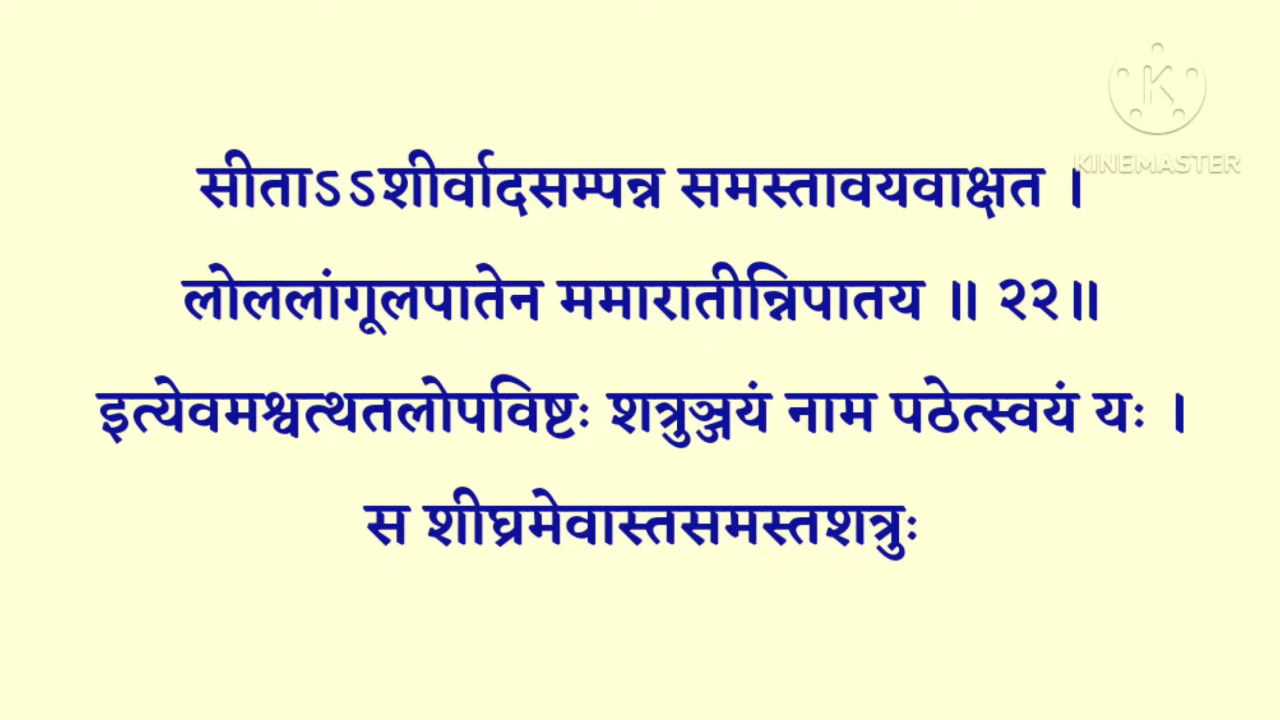 सीताऽऽशीर्वादसम्पन्न समस्तावयवाक्षत ।
लोललांगूलपातेन ममारातीन्निपातय ॥ २२॥
इत्येवमश्वत्थतलोपविष्टः शत्रुञ्जयं नाम पठेत्स्वयं यः ।
स शीघ्रमेवास्तसमस्तशत्रुः
K
KINEMASTER